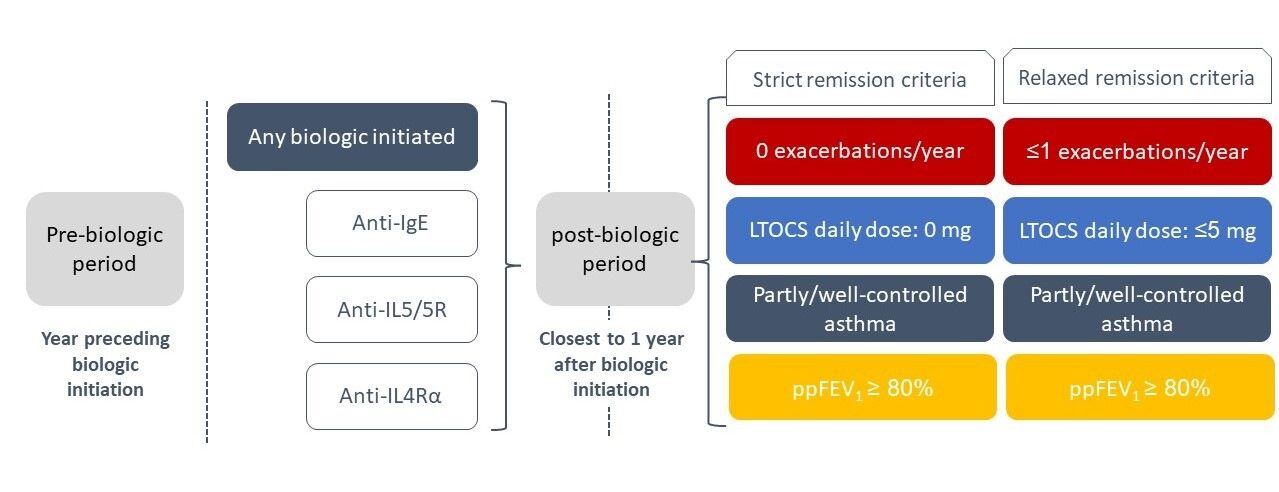 Pre-biologic
period
Year preceding
biologic
initiation
Any biologic initiated
Anti-IgE
Anti-IL5/5R
Anti-IL4Rα
post-biologic
period
Closest to 1 year
after biologic
initiation
Strict remission criteria
0 exacerbations/year
LTOCS daily dose: 0 mg
Partly/well-controlled
asthma
ppFEV₁ ≥ 80%
Relaxed remission criteria
≤1 exacerbations/year
LTOCS daily dose: ≤5 mg
Partly/well-controlled
asthma
ppFEV₁ ≥ 80%